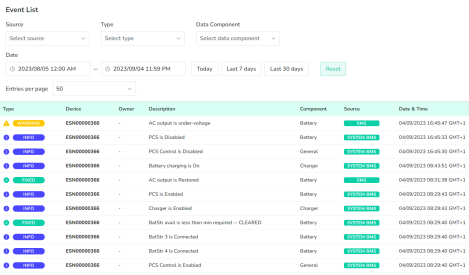 Event List
Source Type Data Component
Select source Select type Select data component
Date
2023/08/05 12:00 AM — 2023/09/04 11:59 PM Today Last 7 days Last 30 days Reset
Entries per page 50
Type Device Owner Description Component Source Date & Time
WARNING ESN00000366 - AC output is under-voltage Battery EMS 04/09/2023 16:45:47 GMT+1
INFO ESN00000366 - PCS is Disabled Battery SYSTEM BMS 04/09/2023 16:45:33 GMT+1
INFO ESN00000366 - PCS Control is Disabled General SYSTEM BMS 04/09/2023 16:45:30 GMT+1
INFO ESN00000366 - Battery charging is On Charger SYSTEM BMS 04/09/2023 08:43:51 GMT+1
FIXED ESN00000366 - AC output is Restored Battery EMS 04/09/2023 08:31:38 GMT+1
INFO ESN00000366 - PCS is Enabled Battery SYSTEM BMS 04/09/2023 08:29:43 GMT+1
INFO ESN00000366 - Charger is Enabled Charger SYSTEM BMS 04/09/2023 08:29:43 GMT+1
FIXED ESN00000366 - BatStr avail is less than min required -- CLEARED Battery SYSTEM BMS 04/09/2023 08:29:40 GMT+1
INFO ESN00000366 - BatStr 3 is Connected Battery SYSTEM BMS 04/09/2023 08:29:40 GMT+1
INFO ESN00000366 - BatStr 4 is Connected Battery SYSTEM BMS 04/09/2023 08:29:40 GMT+1
INFO ESN00000366 - PCS Control is Enabled General SYSTEM BMS 04/09/2023 08:29:40 GMT+1